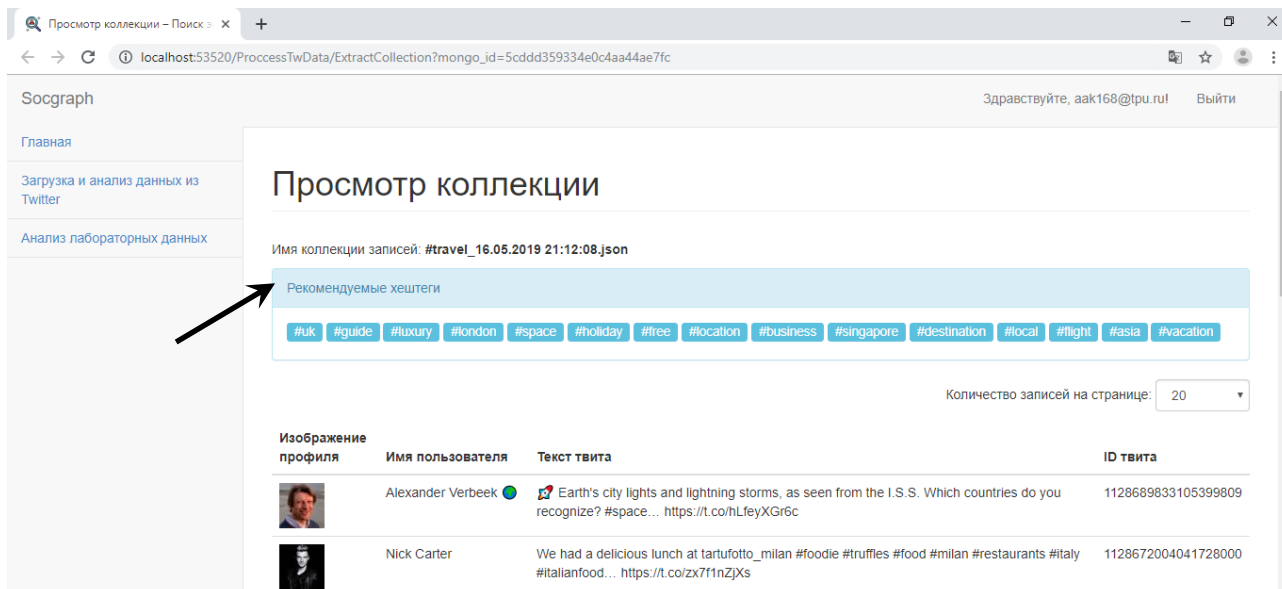 Просмотр коллекции – Поиск э
localhost:53520/ProccessTwData/ExtractCollection?mongo_id=5cddd359334e0c4aa44ae7fc
Socgraph
Здравствуйте, aak168@tpu.ru!
Выйти
Главная
Загрузка и анализ данных из
Twitter
Анализ лабораторных данных
Просмотр коллекции
Имя коллекции записей: #travel_16.05.2019 21:12:08.json
Рекомендуемые хештеги
#uk #guide #luxury #london #space #holiday #free #location #business #singapore #destination #local #flight #asia #vacation
Количество записей на странице: 20
Изображение
профиля Имя пользователя Текст твита ID твита
Alexander Verbeek 🌍 🚀 Earth's city lights and lightning storms, as seen from the I.S.S. Which countries do you 1128689833105399809
recognize? #space… https://t.co/hLfeyXGr6c
Nick Carter We had a delicious lunch at tartufotto_milan #foodie #truffles #food #milan #restaurants #italy 1128672004041728000
#italianfood… https://t.co/zx7f1nZjXs